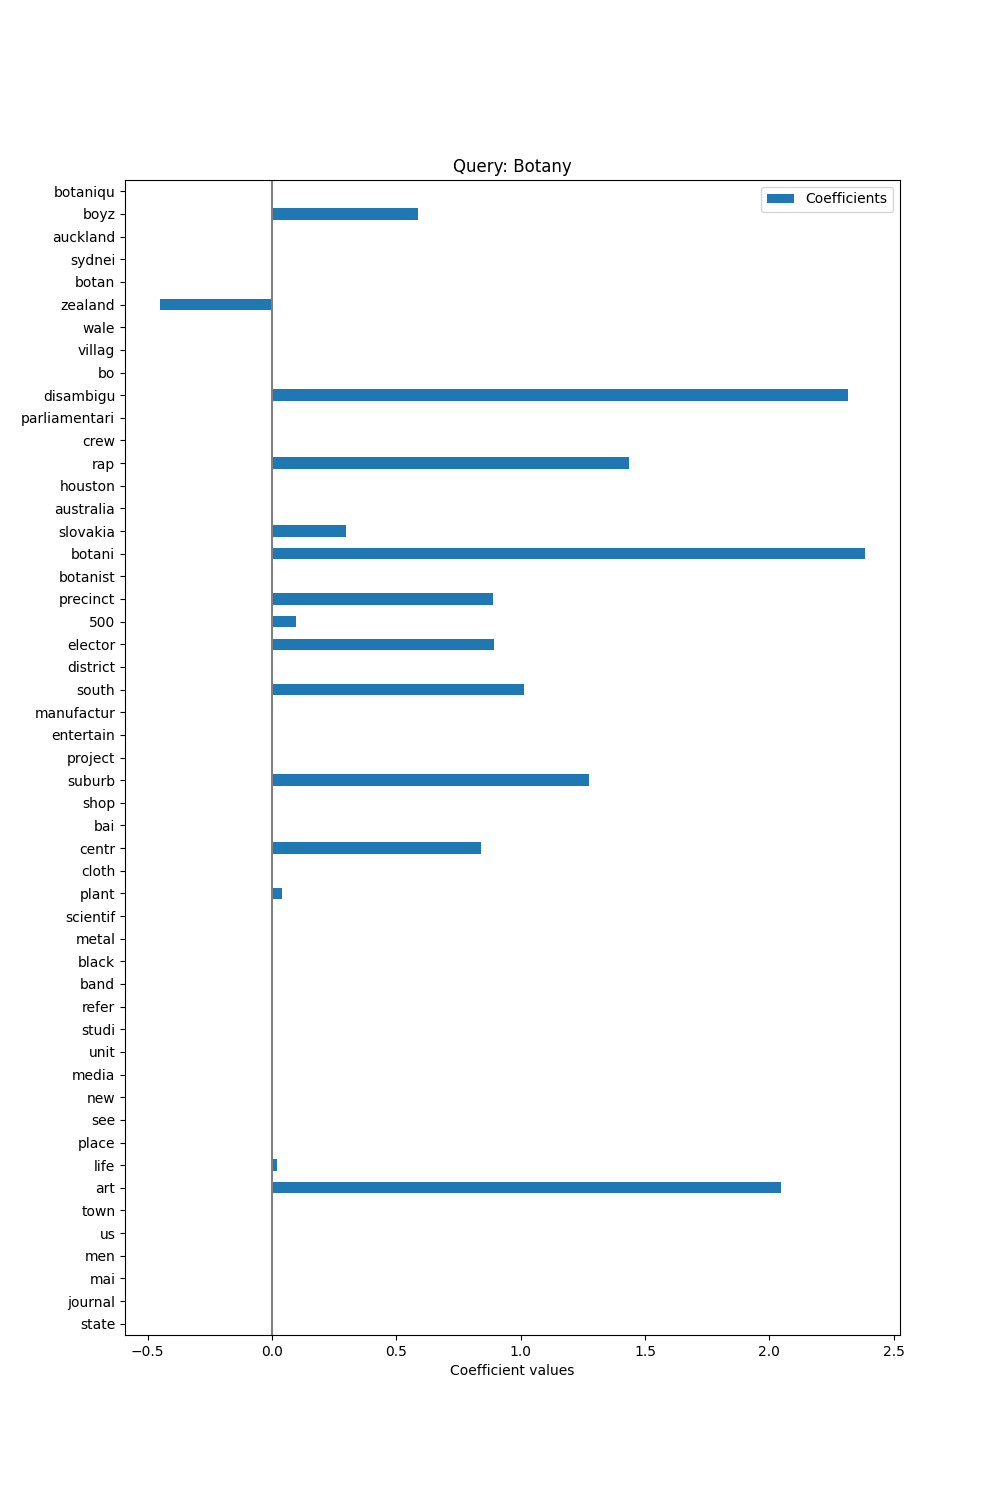 Query: Botany
Coefficients
botaniqu
boyz
auckland
sydnei
botan
zealand
wale
villag
bo
disambigu
parliamentari
crew
rap
houston
australia
slovakia
botani
botanist
precinct
500
elector
district
south
manufactur
entertain
project
suburb
shop
bai
centr
cloth
plant
scientif
metal
black
band
refer
studi
unit
media
new
see
place
life
art
town
us
men
mai
journal
state
−0.5 0.0 0.5 1.0 1.5 2.0 2.5
Coefficient values